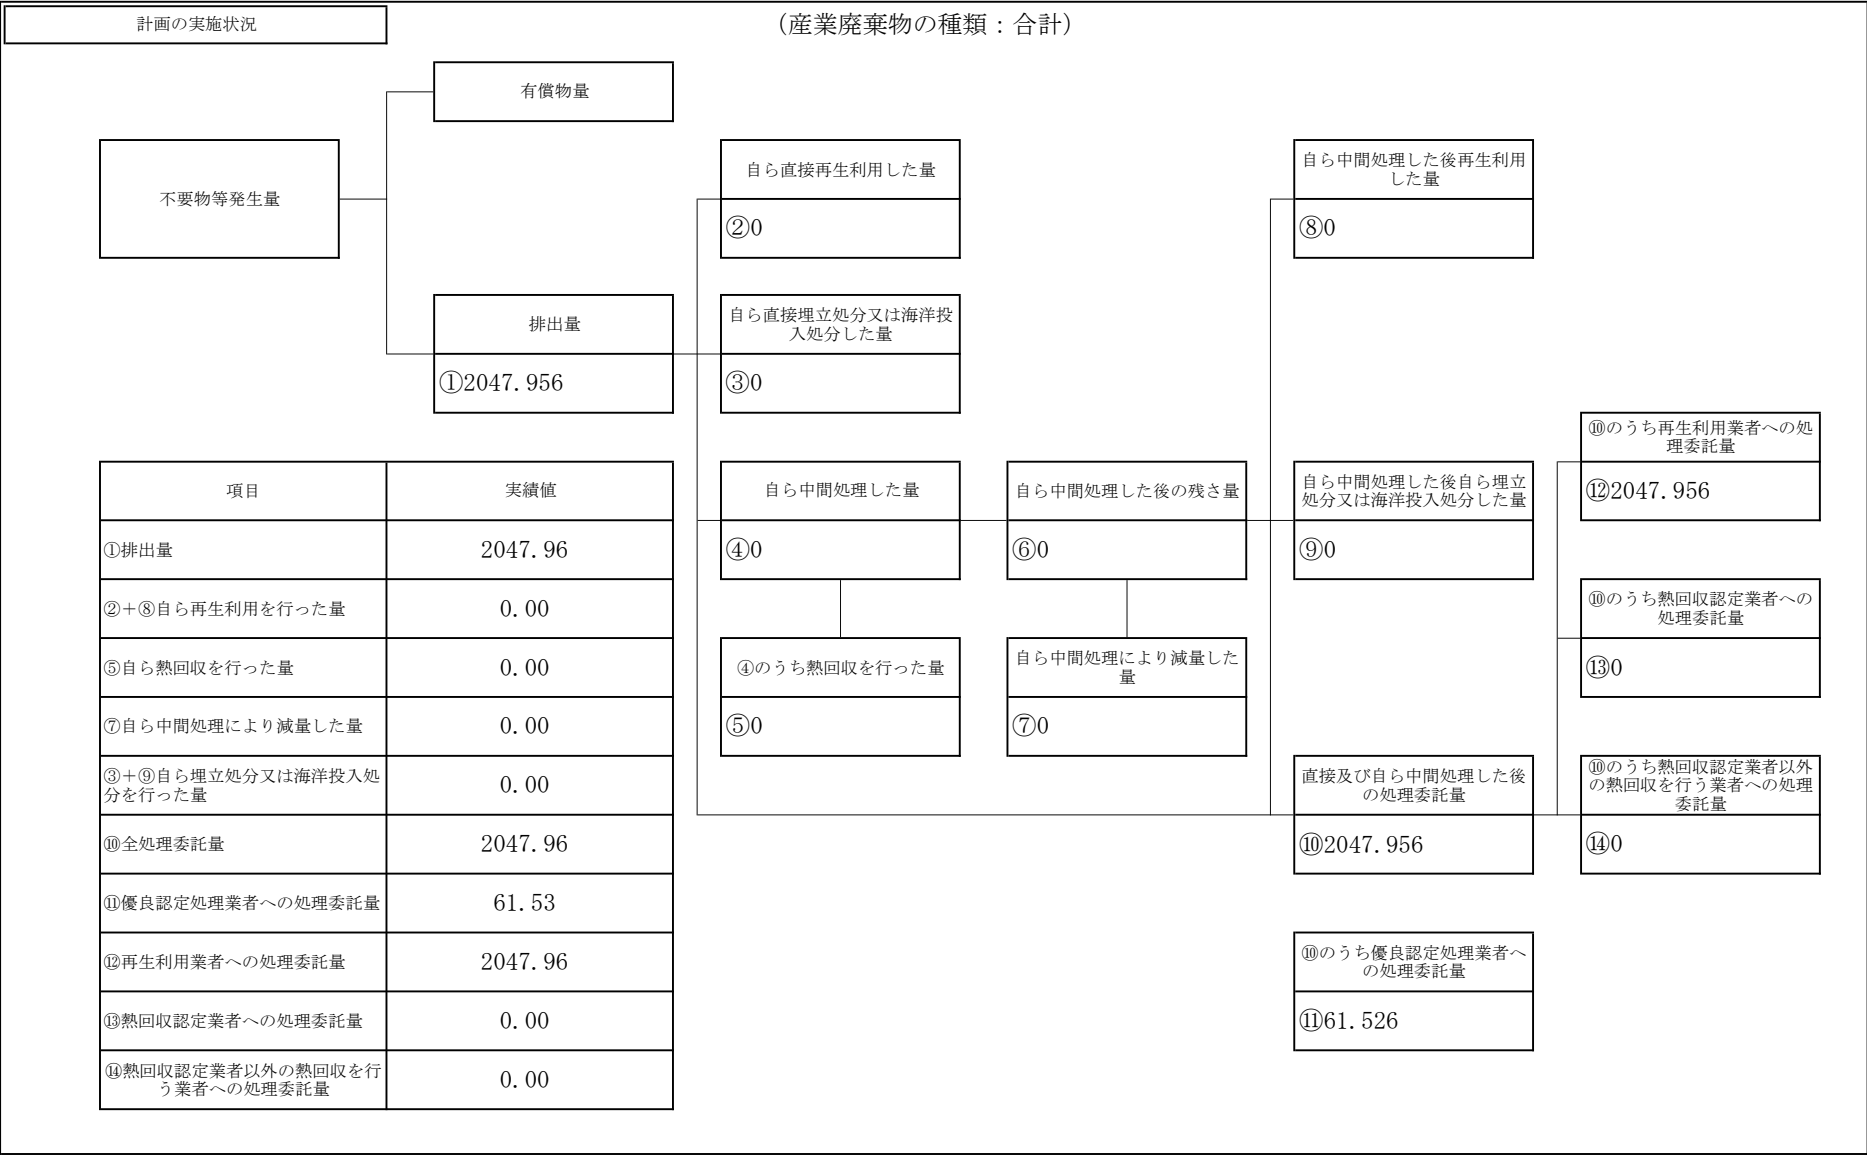 計画の実施状況
（産業廃棄物の種類：合計）
有償物量
不要物等発生量
自ら直接再生利用した量
②0
自ら中間処理した後再生利用
した量
⑧0
排出量
①2047.956
自ら直接埋立処分又は海洋投
入処分した量
③0
⑩のうち再生利用業者への処
理委託量
⑫2047.956
自ら中間処理した量
④0
自ら中間処理した後の残さ量
⑥0
自ら中間処理した後自ら埋立
処分又は海洋投入処分した量
⑨0
⑩のうち熱回収認定業者への
処理委託量
⑬0
④のうち熱回収を行った量
⑤0
自ら中間処理により減量した
量
⑦0
直接及び自ら中間処理した後
の処理委託量
⑩2047.956
⑩のうち熱回収認定業者以外
の熱回収を行う業者への処理
委託量
⑭0
⑩のうち優良認定処理業者へ
の処理委託量
⑪61.526
項目 実績値
①排出量 2047.96
②＋⑧自ら再生利用を行った量 0.00
⑤自ら熱回収を行った量 0.00
⑦自ら中間処理により減量した量 0.00
③＋⑨自ら埋立処分又は海洋投入処
分を行った量 0.00
⑩全処理委託量 2047.96
⑪優良認定処理業者への処理委託量 61.53
⑫再生利用業者への処理委託量 2047.96
⑬熱回収認定業者への処理委託量 0.00
⑭熱回収認定業者以外の熱回収を行
う業者への処理委託量 0.00